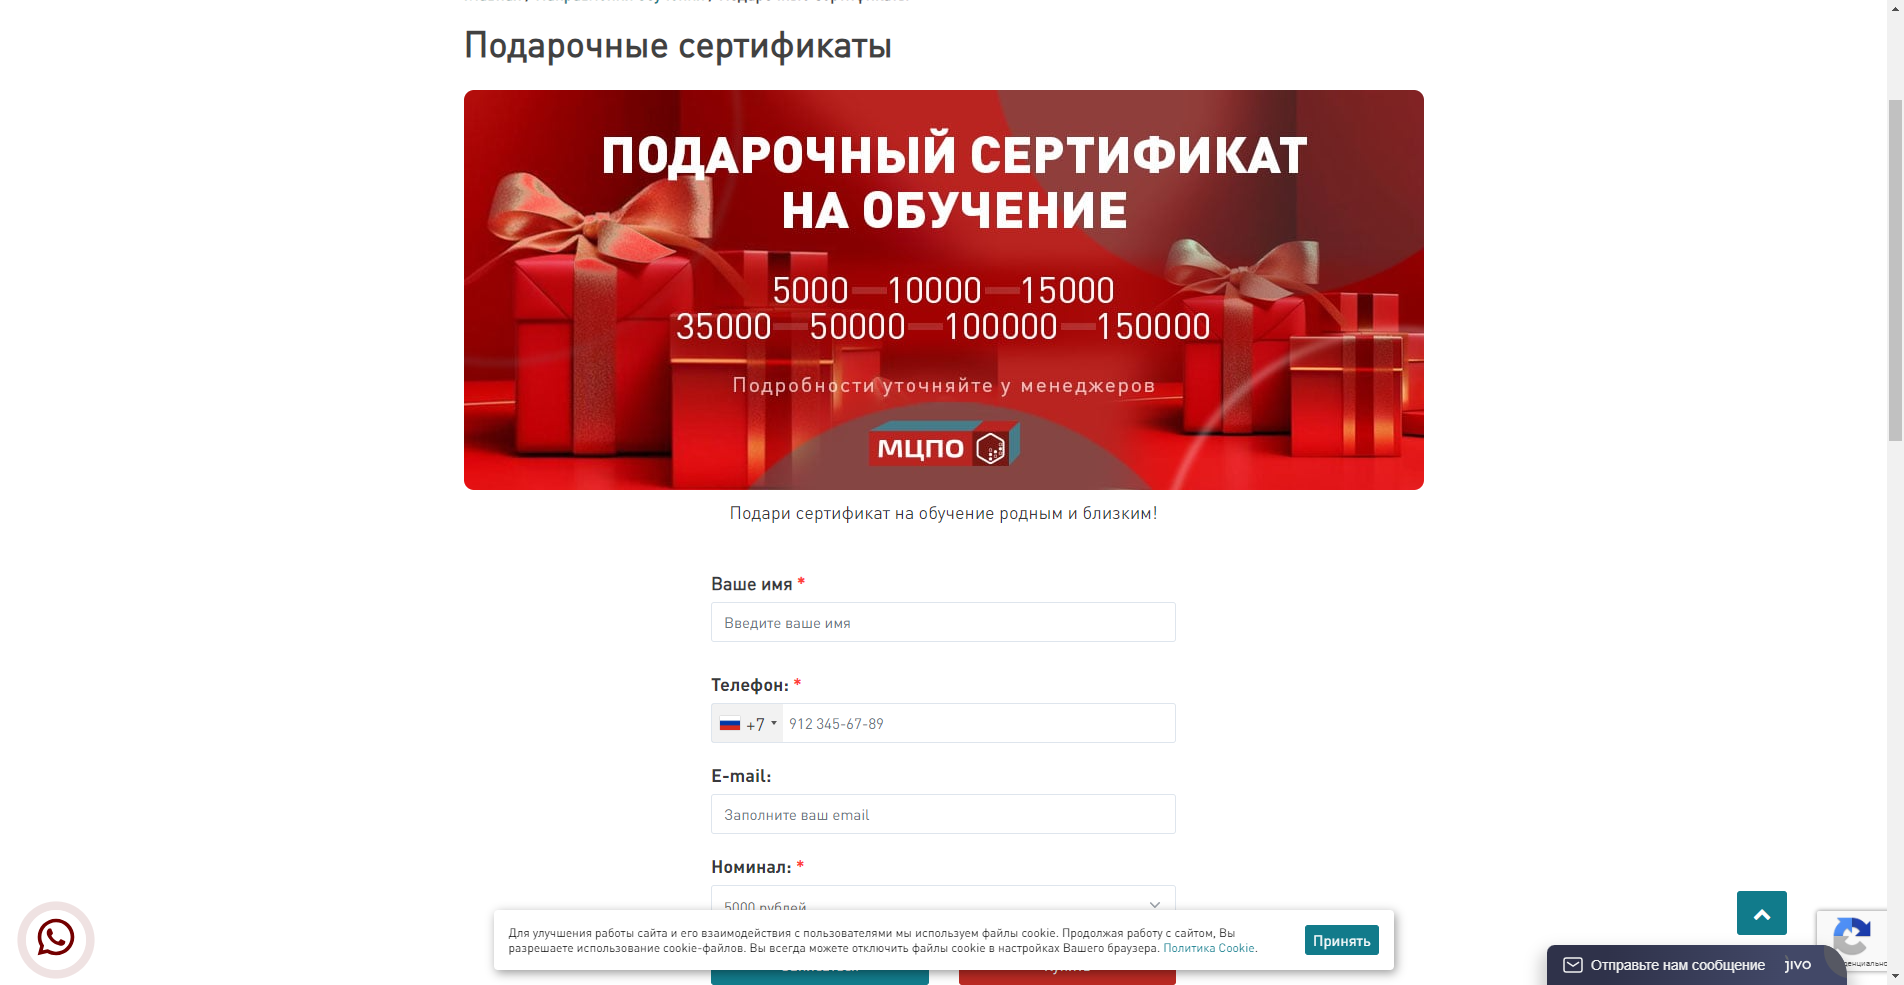 Подарочные сертификаты
ПОДАРОЧНЫЙ СЕРТИФИКАТ
НА ОБУЧЕНИЕ
5000—10000—15000
35000—50000—100000—150000
Подробности уточняйте у менеджеров
МЦПО
Подари сертификат на обучение родным и близким!
Ваше имя *
Введите ваше имя
Телефон: *
+7 912 345-67-89
E-mail:
Заполните ваш email
Номинал: *
5000 рублей
Для улучшения работы сайта и его взаимодействия с пользователями мы используем файлы cookie. Продолжая работу с сайтом, Вы
разрешаете использование cookie-файлов. Вы всегда можете отключить файлы cookie в настройках Вашего браузера. Политика Cookie.
Принять
Отправьте нам сообщение jivo